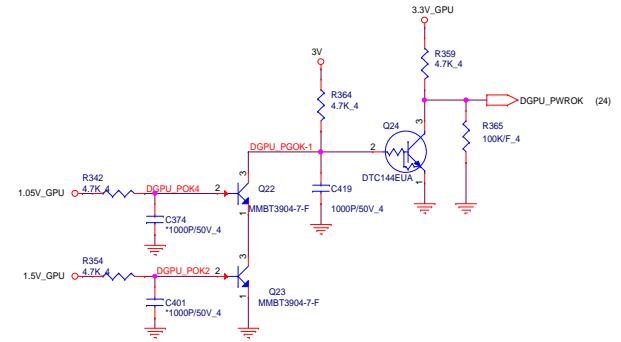 3.3V_GPU
R359
4.7K_4
3V
R364
4.7K_4
DGPU_PWROK (24)
Q24
3
R365
100K/F_4
DGPU_PGOK-1
2
1
DTC144EUA
R342
4.7K_4
1.05V_GPU
DGPU_POK4
2
3
Q22
MMBT3904-7-F
1
C419
1000P/50V_4
C374
*1000P/50V_4
R354
4.7K_4
1.5V_GPU
DGPU_POK2
2
3
Q23
MMBT3904-7-F
1
C401
*1000P/50V_4